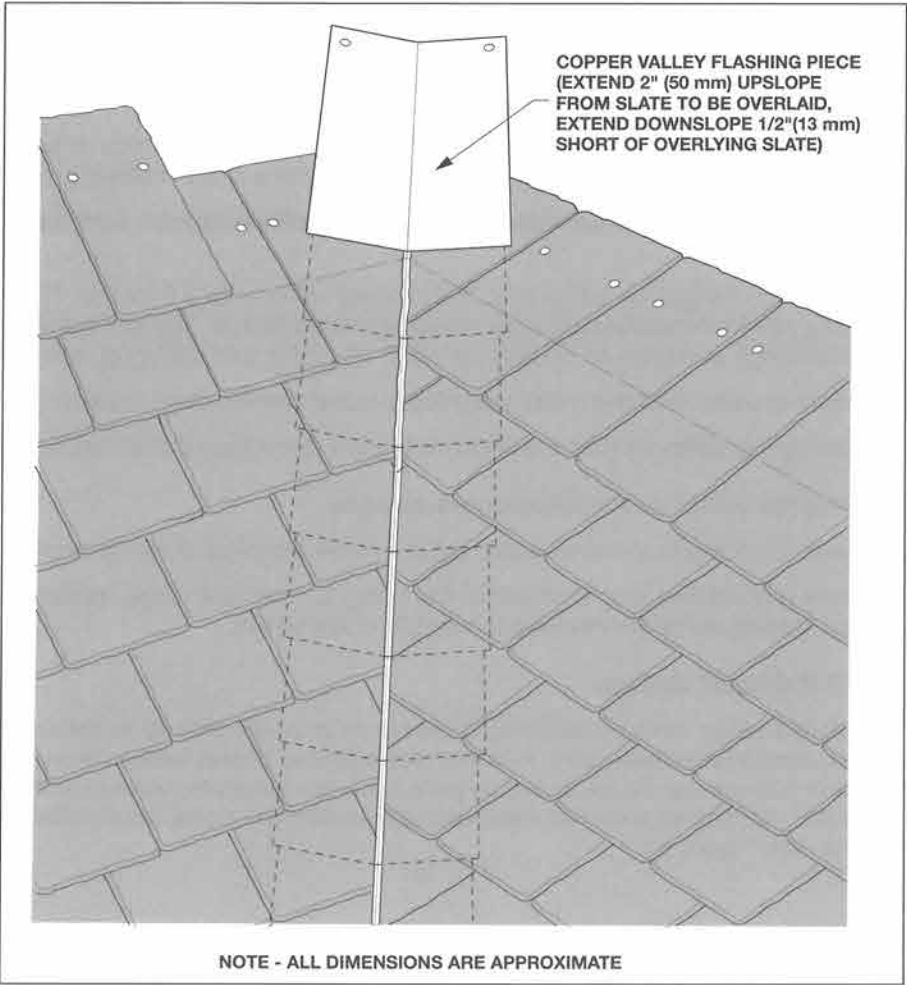 COPPER VALLEY FLASHING PIECE
(EXTEND 2" (50 mm) UPSLOPE
FROM SLATE TO BE OVERLAID,
EXTEND DOWNSLOPE 1/2"(13 mm)
SHORT OF OVERLYING SLATE)
NOTE - ALL DIMENSIONS ARE APPROXIMATE